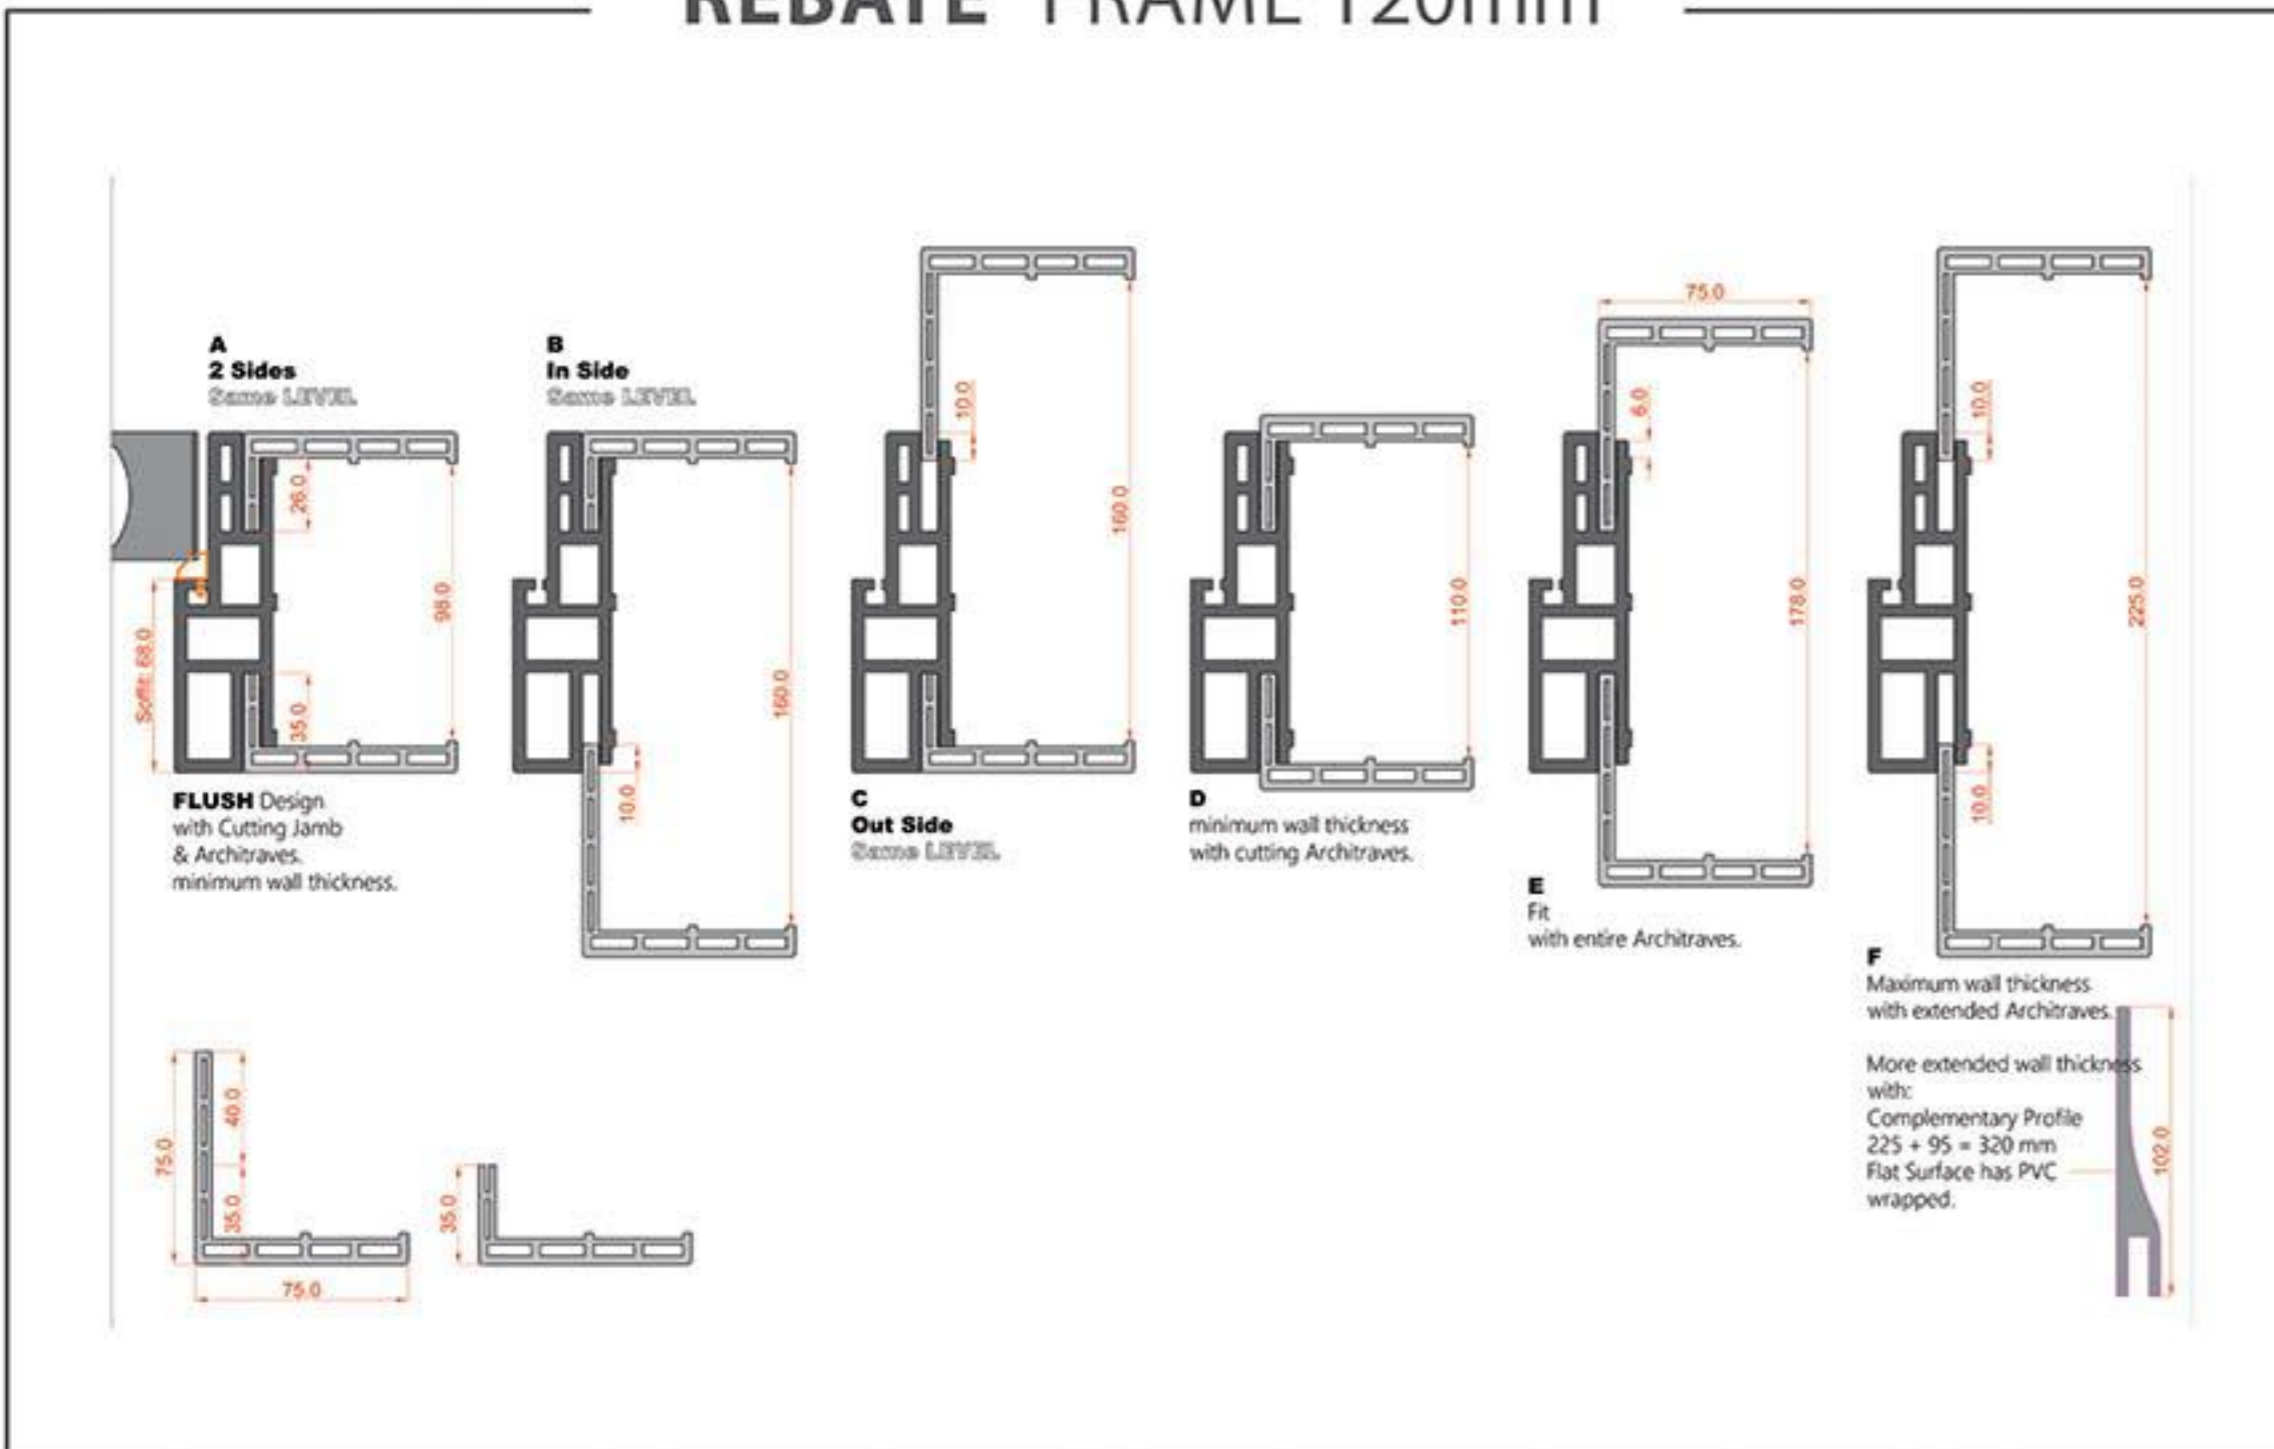 REBATE FRAME 120mm
A
2 Sides
Same LEVEL
26.0
98.0
Soffit: 68.0
35.0
FLUSH Design
with Cutting Jamb
& Architraves.
minimum wall thickness.
B
In Side
Same LEVEL
160.0
10.0
10.0
160.0
C
Out Side
Same LEVEL
110.0
D
minimum wall thickness
with cutting Architraves.
75.0
6.0
178.0
E
Fit
with entire Architraves.
10.0
225.0
10.0
F
Maximum wall thickness
with extended Architraves.
More extended wall thickness
with:
Complementary Profile
225 + 95 = 320 mm
Flat Surface has PVC
wrapped.
102.0
75.0
40.0
35.0
75.0
35.0